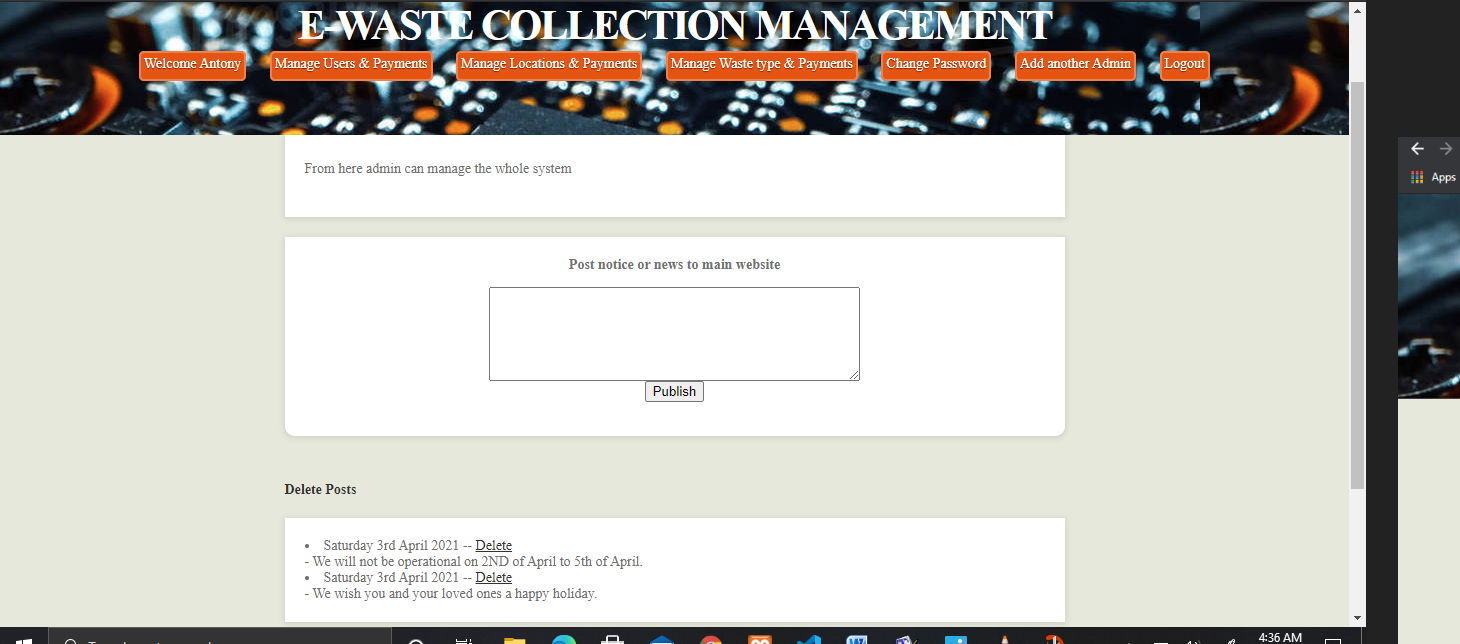 E-WASTE COLLECTION MANAGEMENT
Welcome Antony Manage Users & Payments Manage Locations & Payments Manage Waste type & Payments Change Password Add another Admin Logout
From here admin can manage the whole system
Post notice or news to main website
Publish
Delete Posts
• Saturday 3rd April 2021 -- Delete
- We will not be operational on 2ND of April to 5th of April.
• Saturday 3rd April 2021 -- Delete
- We wish you and your loved ones a happy holiday.
Apps
4:36 AM